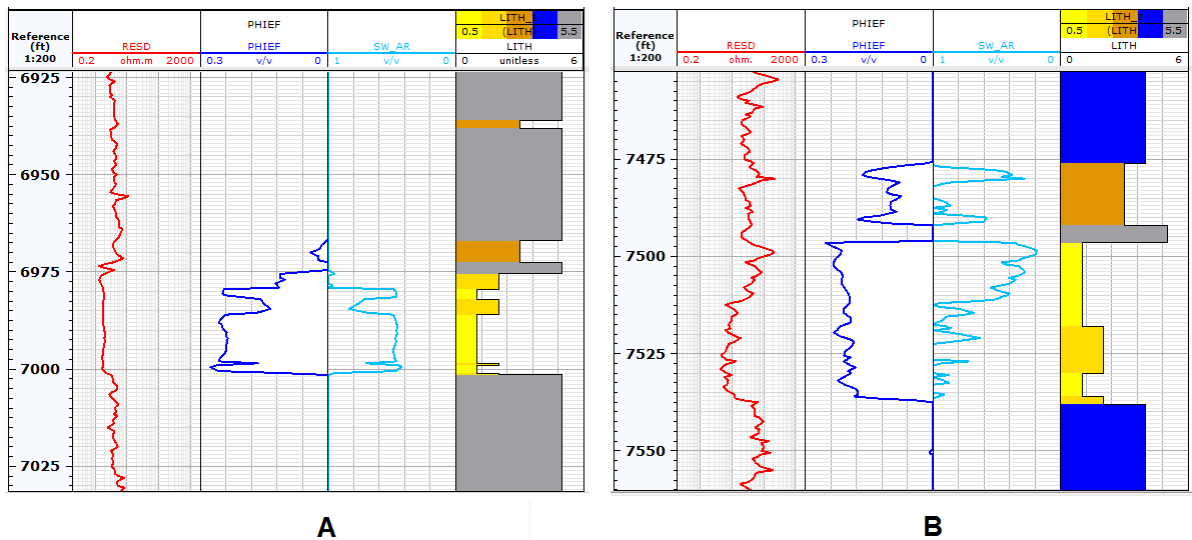 PHIEF
LITH_1
(LITH
0.5 5.5
Reference
(ft)
1:200
RESD PHIEF SW_AR LITH
0.2 ohm.m 2000 0.3 v/v 0 1 v/v 0 0 unitless 6
6925
6950
6975
7000
7025
A
PHIEF
LITH_1
(LITH
0.5 5.5
Reference
(ft)
1:200
RESD PHIEF SW_AR LITH
0.2 ohm. 2000 0.3 v/v 0 1 v/v 0 0 6
7475
7500
7525
7550
B